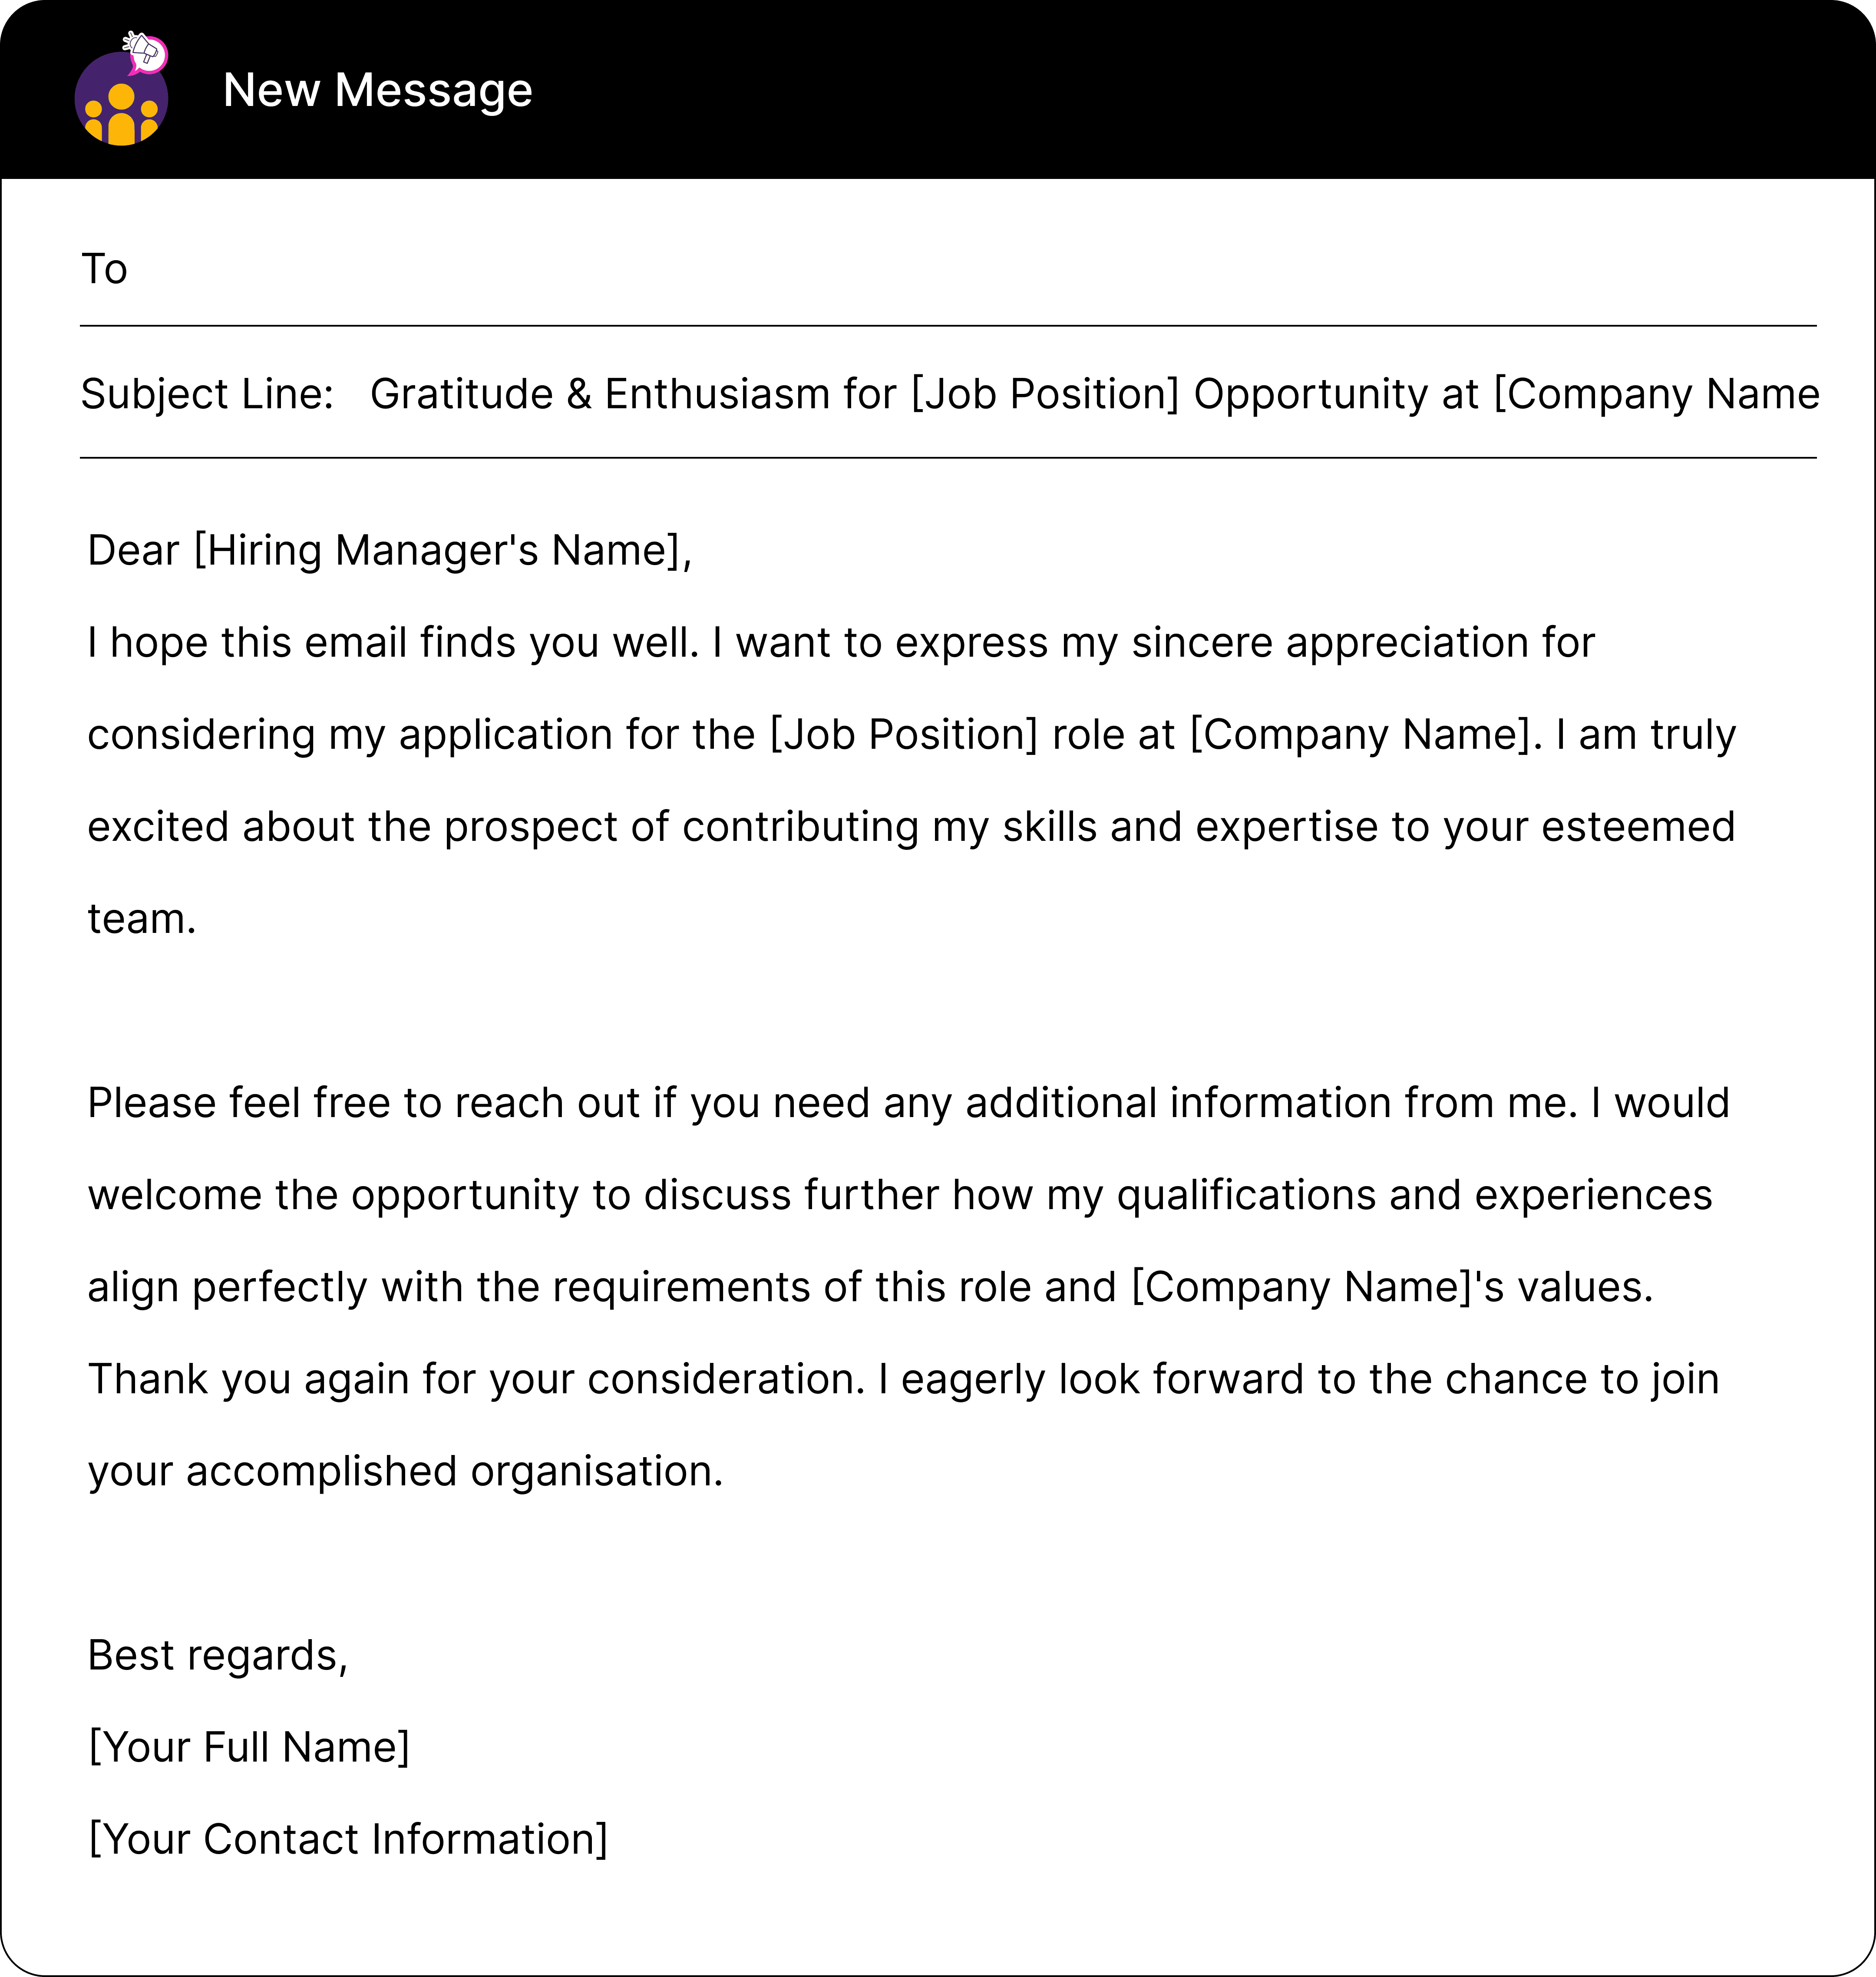 New Message
To
Subject Line: Gratitude & Enthusiasm for [Job Position] Opportunity at [Company Name
Dear [Hiring Manager's Name],
I hope this email finds you well. I want to express my sincere appreciation for
considering my application for the [Job Position] role at [Company Name]. I am truly
excited about the prospect of contributing my skills and expertise to your esteemed
team.
Please feel free to reach out if you need any additional information from me. I would
welcome the opportunity to discuss further how my qualifications and experiences
align perfectly with the requirements of this role and [Company Name]'s values.
Thank you again for your consideration. I eagerly look forward to the chance to join
your accomplished organisation.
Best regards,
[Your Full Name]
[Your Contact Information]